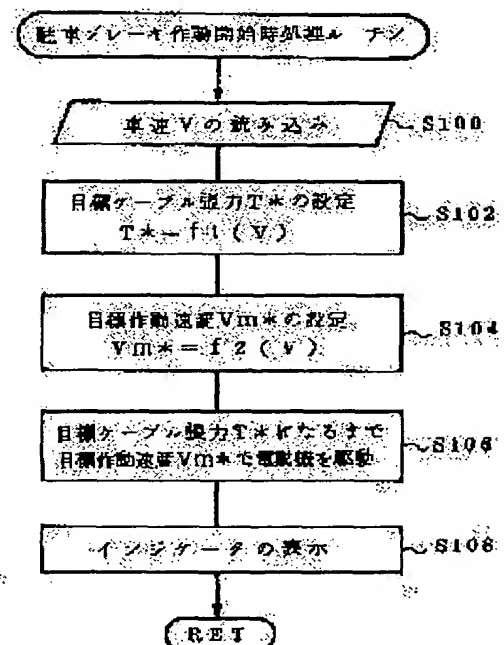 駐車ブレーキ作動開始時処理ルーチン
車速Vの読み込み
S100
目標ケーブル張力T*の設定
T*=f1(V)
S102
目標作動速度Vm*の設定
Vm*=f2(V)
S104
目標ケーブル張力T*になるまで
目標作動速度Vm*で電動機を駆動
S106
インジケータの表示
S108
RET